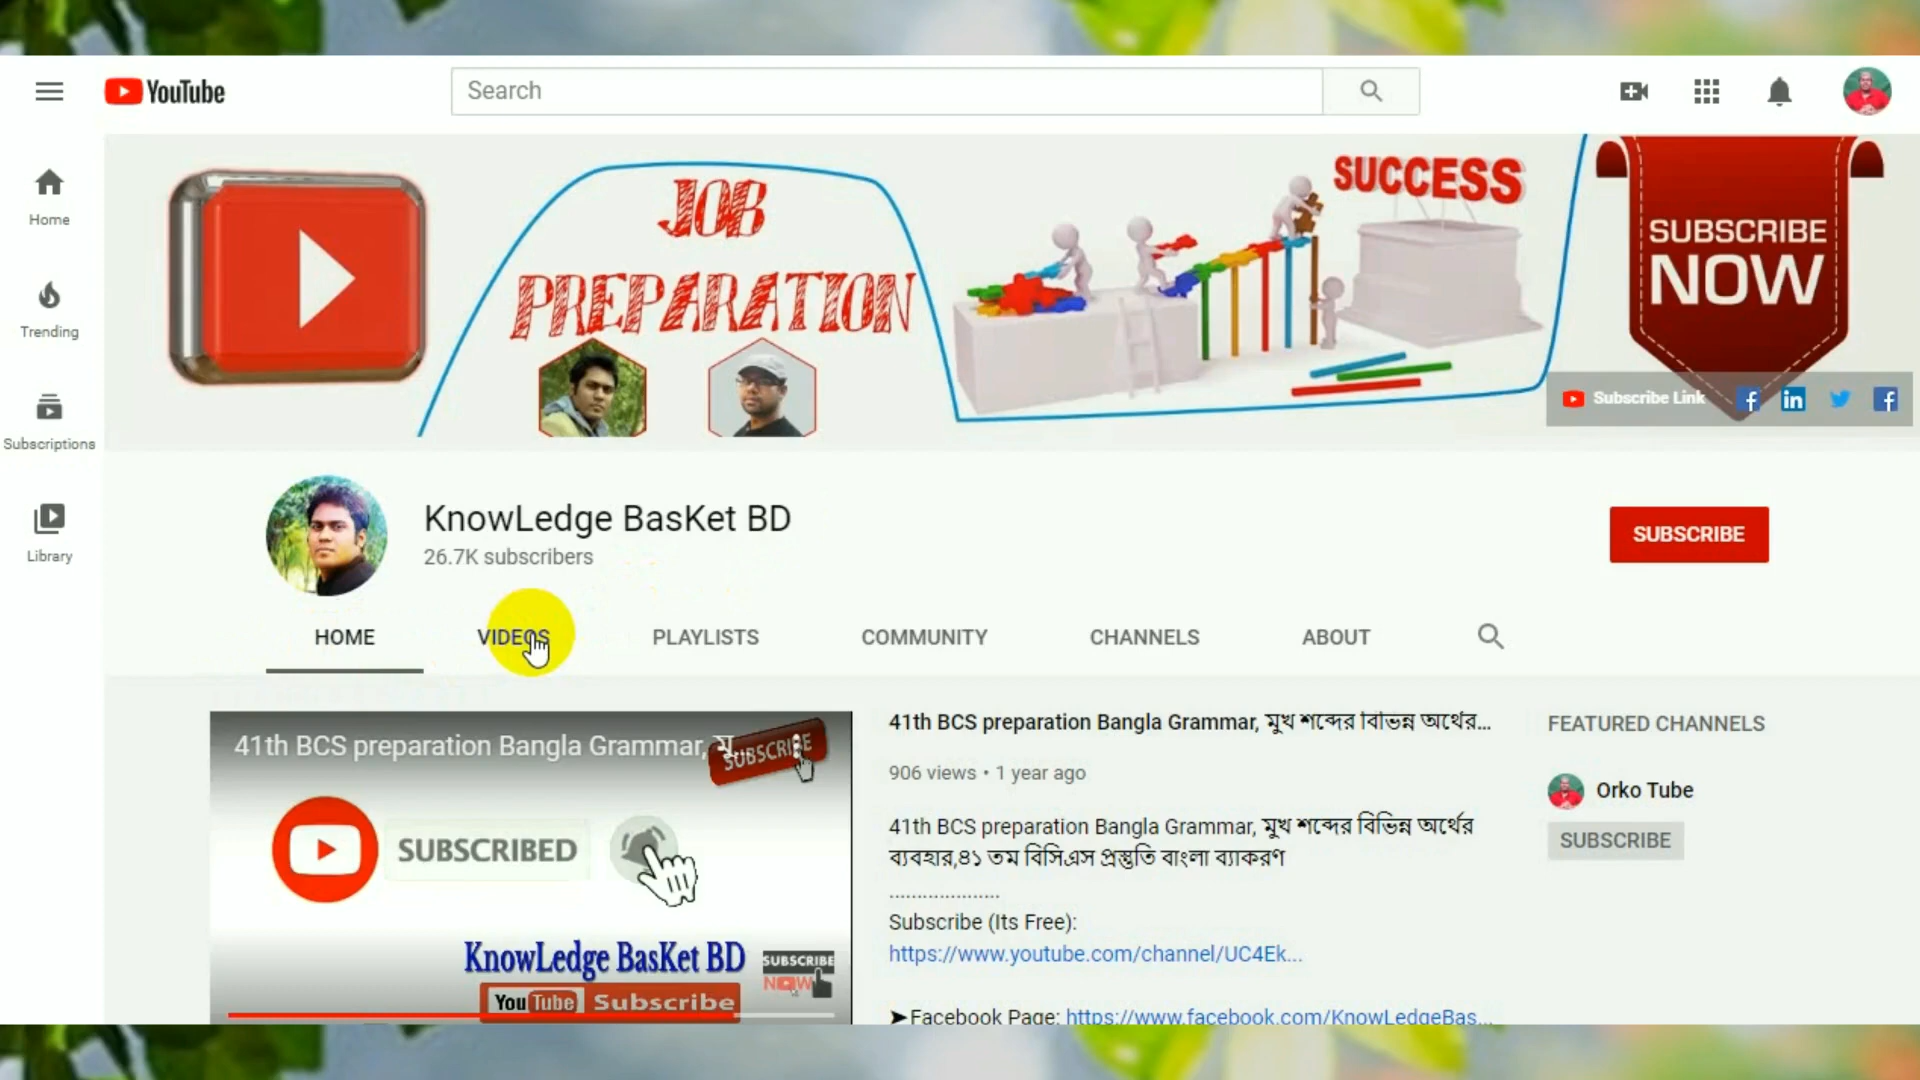 YouTube
Search
Home
Trending
Subscriptions
Library
JOB
PREPARATION
SUCCESS
SUBSCRIBE
NOW
Subscribe Link
KnowLedge BasKet BD
26.7K subscribers
SUBSCRIBE
HOME
VIDEOS
PLAYLISTS
COMMUNITY
CHANNELS
ABOUT
41th BCS preparation Bangla Grammar, মু...
SUBSCRIBE
SUBSCRIBED
KnowLedge BasKet BD
SUBSCRIBE
NOW
YouTube Subscribe
41th BCS preparation Bangla Grammar, মুখ শব্দের বিভিন্ন অর্থের...
906 views • 1 year ago
41th BCS preparation Bangla Grammar, মুখ শব্দের বিভিন্ন অর্থের
ব্যবহার,৪১ তম বিসিএস প্রস্তুতি বাংলা ব্যাকরণ
....................
Subscribe (Its Free):
https://www.youtube.com/channel/UC4Ek...
➤Facebook Page: https://www.facebook.com/KnowLedgeBas...
FEATURED CHANNELS
Orko Tube
SUBSCRIBE